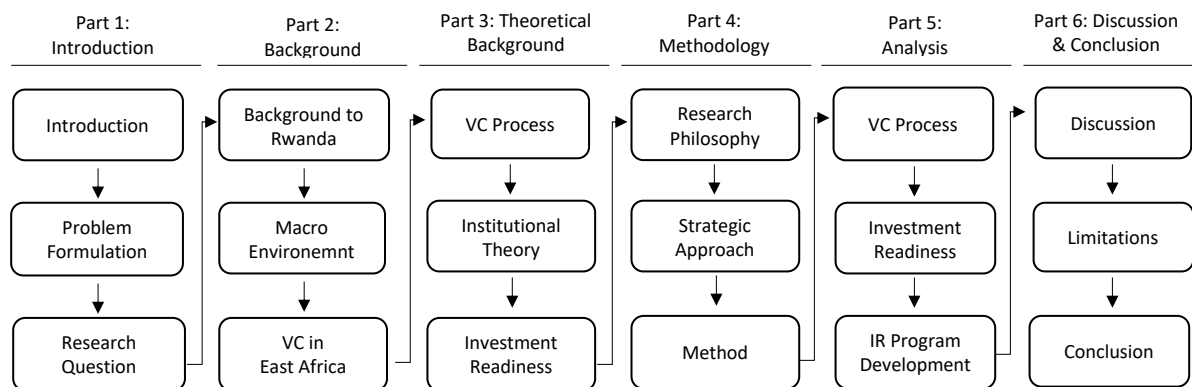 Part 1:
Introduction
Part 2:
Background
Part 3: Theoretical
Background
Part 4:
Methodology
Part 5:
Analysis
Part 6: Discussion
& Conclusion
Introduction
Problem
Formulation
Research
Question
Background to
Rwanda
Macro
Environemnt
VC in
East Africa
VC Process
Institutional
Theory
Investment
Readiness
Research
Philosophy
Strategic
Approach
Method
VC Process
Investment
Readiness
IR Program
Development
Discussion
Limitations
Conclusion